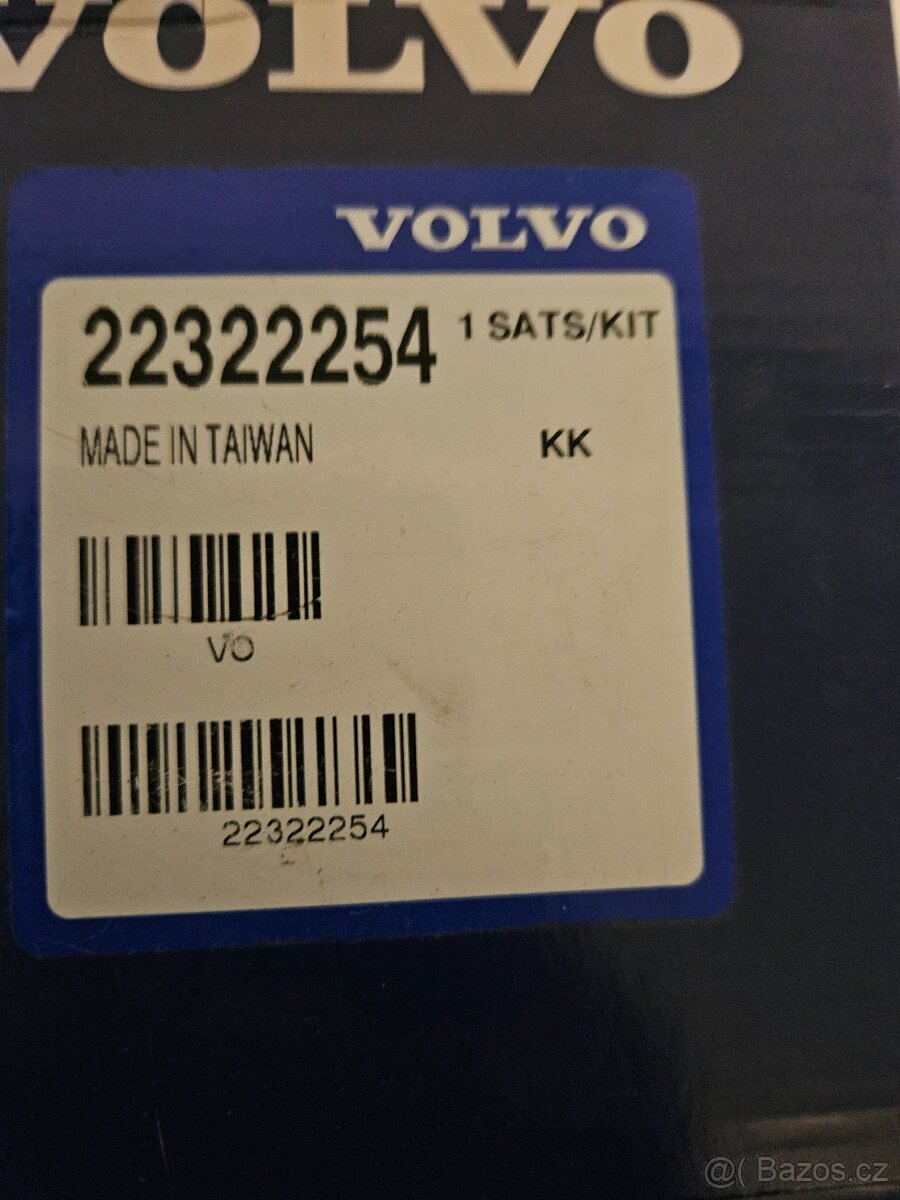 VOLVO
VOLVO
22322254 1 SATS/KIT
MADE IN TAIWAN KK
VO
22322254
@( Bazos.cz